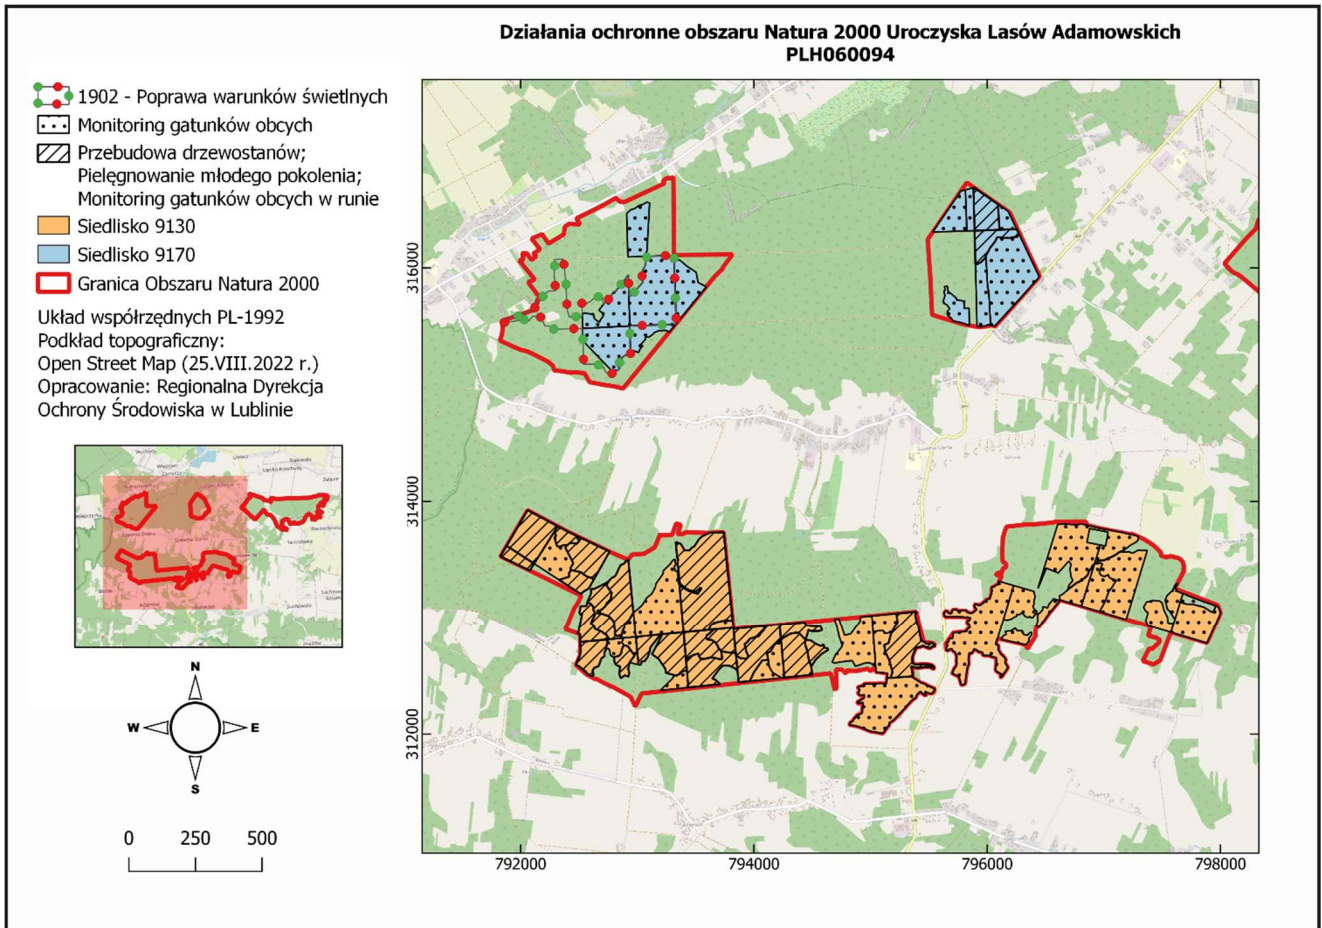 Działania ochronne obszaru Natura 2000 Uroczyska Lasów Adamowskich
PLH060094
1902 - Poprawa warunków świetlnych
Monitoring gatunków obcych
Przebudowa drzewostanów;
Pielęgnowanie młodego pokolenia;
Monitoring gatunków obcych w runie
Siedlisko 9130
Siedlisko 9170
Granica Obszaru Natura 2000
Układ współrzędnych PL-1992
Podkład topograficzny:
Open Street Map (25.VIII.2022 r.)
Opracowanie: Regionalna Dyrekcja
Ochrony Środowiska w Lublinie
N
W
E
S
0
250
500
316000
314000
312000
792000
794000
796000
798000